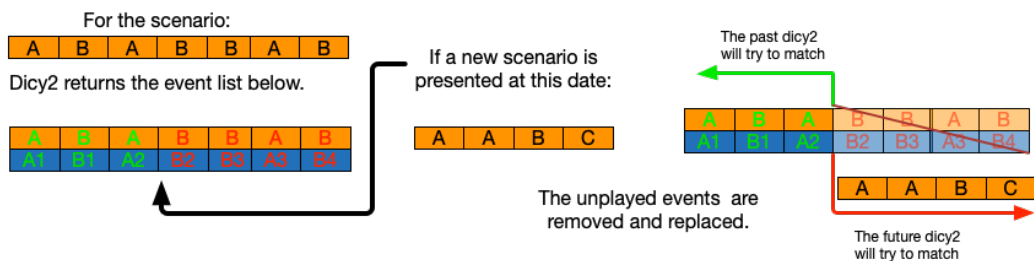 For the scenario:
A B A B B A B
Dicy2 returns the event list below.
A B A B B A B
A1 B1 A2 B2 B3 A3 B4
If a new scenario is
presented at this date:
A A B C
The unplayed events are
removed and replaced.
The past dicy2
will try to match
A B A B B A B
A1 B1 A2 B2 B3 A3 B4
A A B C
The future dicy2
will try to match